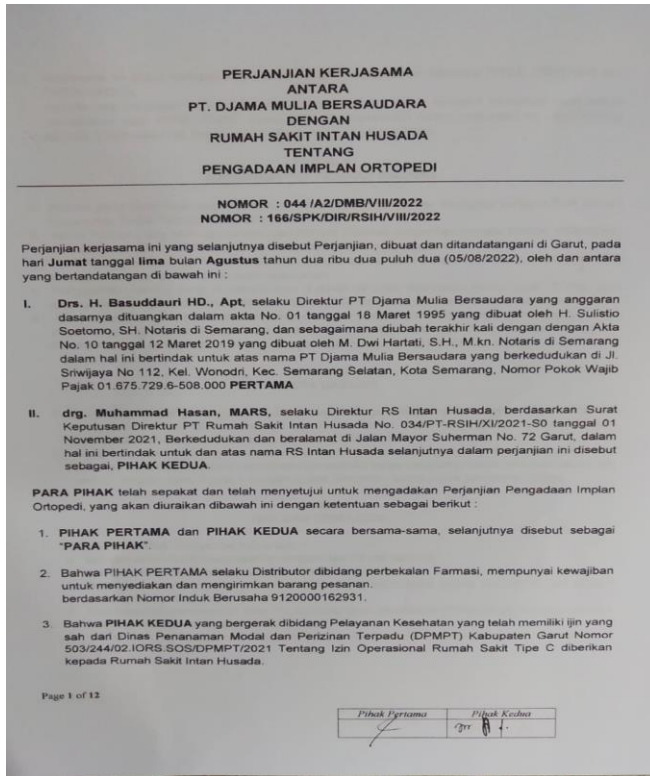 PERJANJIAN KERJASAMA
ANTARA
PT. DJAMA MULIA BERSAUDARA
DENGAN
RUMAH SAKIT INTAN HUSADA
TENTANG
PENGADAAN IMPLAN ORTOPEDI
NOMOR : 044 /A2/DMB/VIII/2022
NOMOR : 166/SPK/DIR/RSIH/VIII/2022
Perjanjian kerjasama ini yang selanjutnya disebut Perjanjian, dibuat dan ditandatangani di Garut, pada
hari Jumat tanggal lima bulan Agustus tahun dua ribu dua puluh dua (05/08/2022), oleh dan antara
yang bertandatangan di bawah ini :
I. Drs. H. Basuddauri HD., Apt, selaku Direktur PT Djama Mulia Bersaudara yang anggaran
dasarnya dituangkan dalam akta No. 01 tanggal 18 Maret 1995 yang dibuat oleh H. Sulistio
Soetomo, SH. Notaris di Semarang, dan sebagaimana diubah terakhir kali dengan dengan Akta
No. 10 tanggal 12 Maret 2019 yang dibuat oleh M. Dwi Hartati, S.H., M.kn. Notaris di Semarang
dalam hal ini bertindak untuk atas nama PT Djama Mulia Bersaudara yang berkedudukan di Jl.
Sriwijaya No 112, Kel. Wonodri, Kec. Semarang Selatan, Kota Semarang, Nomor Pokok Wajib
Pajak 01.675.729.6-508.000 PERTAMA
II. drg. Muhammad Hasan, MARS, selaku Direktur RS Intan Husada, berdasarkan Surat
Keputusan Direktur PT Rumah Sakit Intan Husada No. 034/PT-RSIH/XI/2021-S0 tanggal 01
November 2021, Berkedudukan dan beralamat di Jalan Mayor Suherman No. 72 Garut, dalam
hal ini bertindak untuk dan atas nama RS Intan Husada selanjutnya dalam perjanjian ini disebut
sebagai, PIHAK KEDUA.
PARA PIHAK telah sepakat dan telah menyetujui untuk mengadakan Perjanjian Pengadaan Implan
Ortopedi, yang akan diuraikan dibawah ini dengan ketentuan sebagai berikut :
1. PIHAK PERTAMA dan PIHAK KEDUA secara bersama-sama, selanjutnya disebut sebagai
"PARA PIHAK".
2. Bahwa PIHAK PERTAMA selaku Distributor dibidang perbekalan Farmasi, mempunyai kewajiban
untuk menyediakan dan mengirimkan barang pesanan.
berdasarkan Nomor Induk Berusaha 9120000162931.
3. Bahwa PIHAK KEDUA yang bergerak dibidang Pelayanan Kesehatan yang telah memiliki ijin yang
sah dari Dinas Penanaman Modal dan Perizinan Terpadu (DPMPT) Kabupaten Garut Nomor
503/244/02.IORS.SOS/DPMPT/2021 Tentang Izin Operasional Rumah Sakit Tipe C diberikan
kepada Rumah Sakit Intan Husada.
Page 1 of 12
Pihak Pertama Pihak Kedua